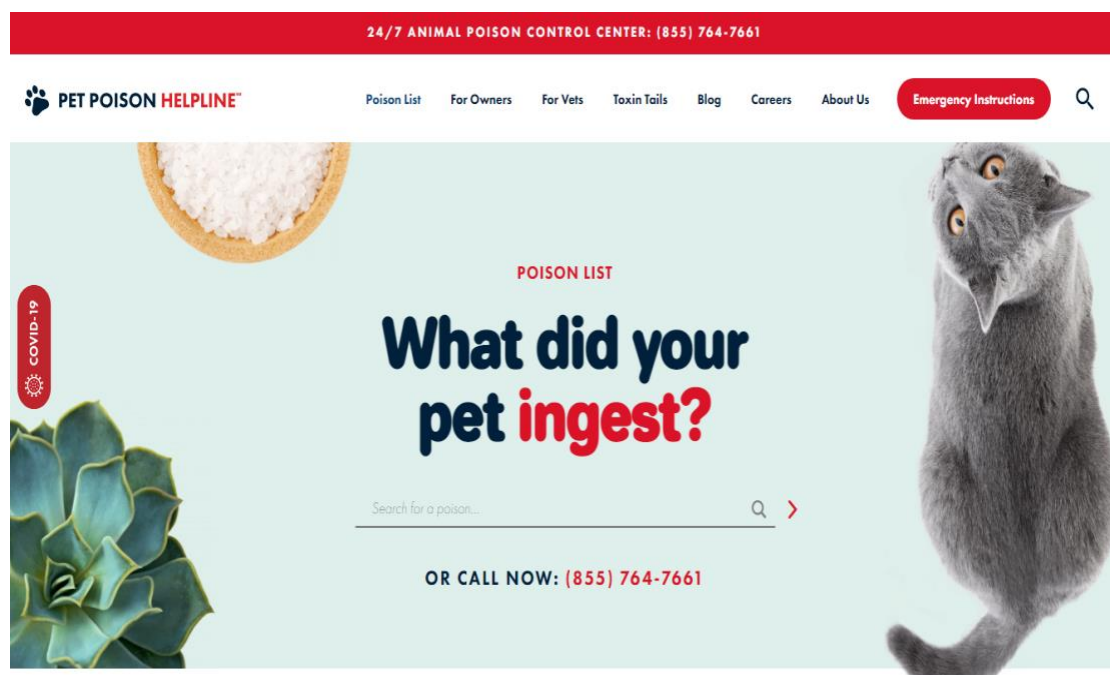 24/7 ANIMAL POISON CONTROL CENTER: (855) 764-7661
PET POISON HELPLINE™
Poison List For Owners For Vets Toxin Tails Blog Careers About Us Emergency Instructions
POISON LIST
What did your
pet ingest?
COVID-19
Search for a poison...
OR CALL NOW: (855) 764-7661